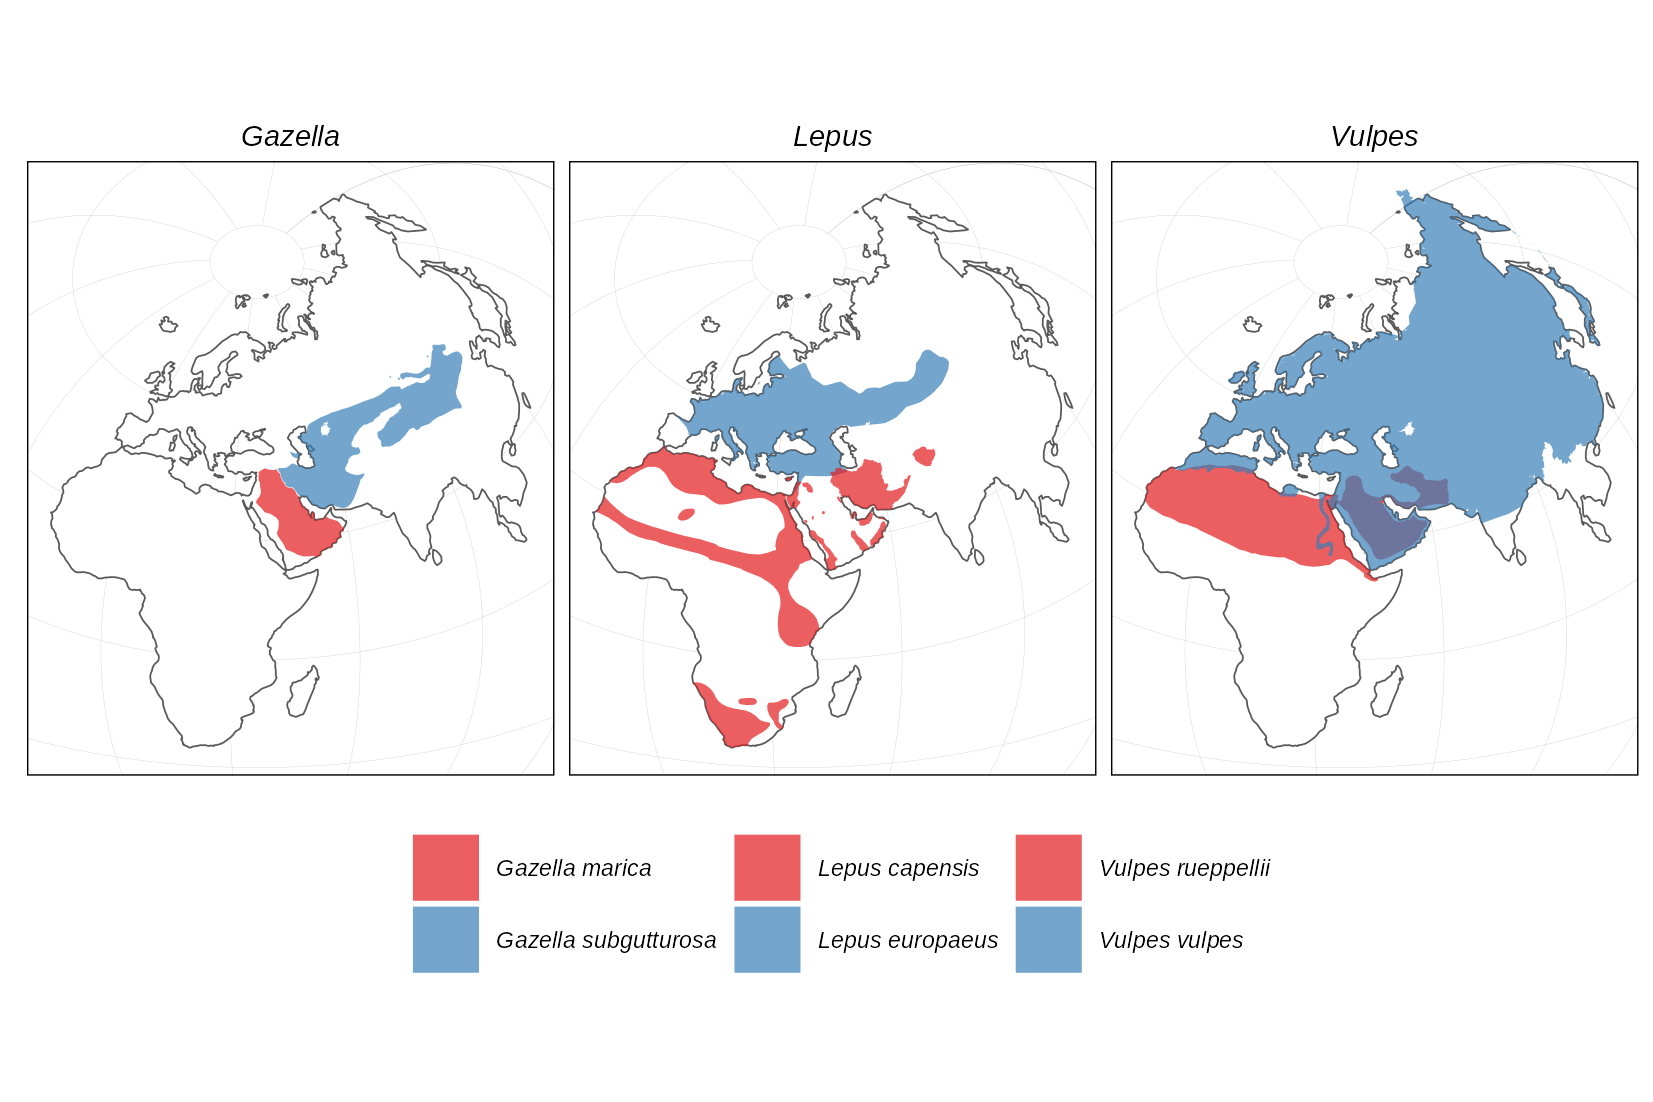 Gazella
Lepus
Vulpes
Gazella marica
Lepus capensis
Vulpes rueppellii
Gazella subgutturosa
Lepus europaeus
Vulpes vulpes